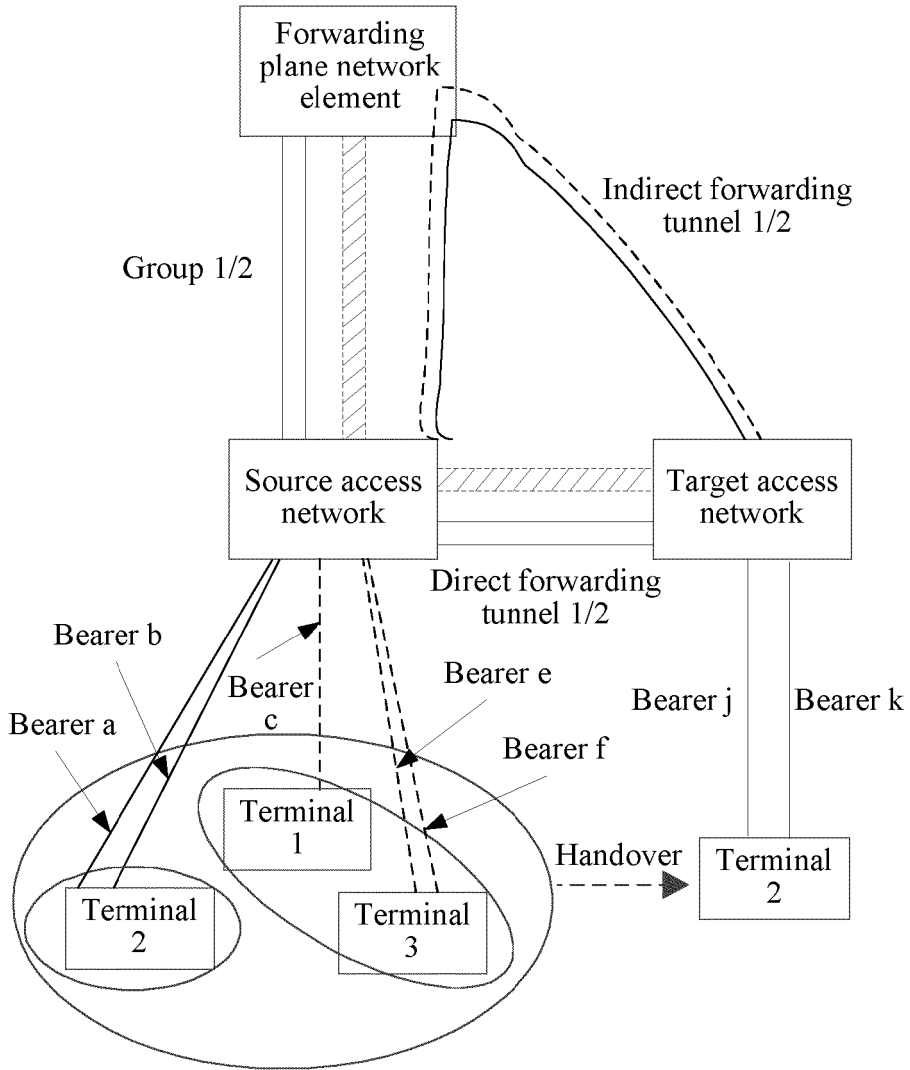 Forwarding
plane network
element
Indirect forwarding
tunnel 1/2
Group 1/2
Source access
network
Target access
network
Direct forwarding
tunnel 1/2
Bearer b
Bearer
c
Bearer e
Bearer j
Bearer k
Bearer a
Bearer f
Terminal
1
Handover
Terminal
2
Terminal
2
Terminal
3